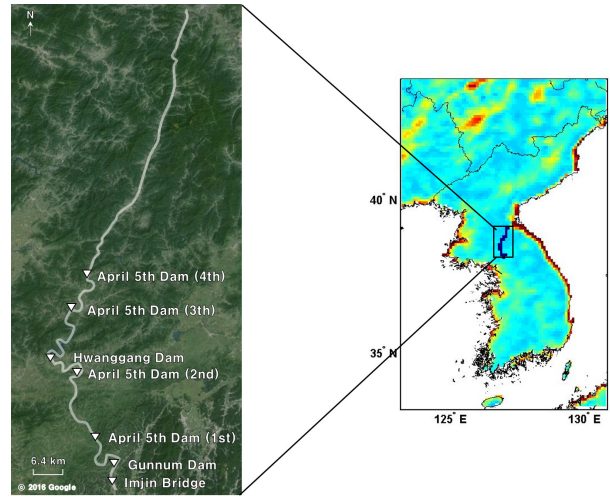 N
April 5th Dam (4th)
April 5th Dam (3th)
Hwanggang Dam
April 5th Dam (2nd)
April 5th Dam (1st)
6.4 km
Gunnum Dam
Imjin Bridge
© 2016 Google
40° N
35° N
125° E
130° E